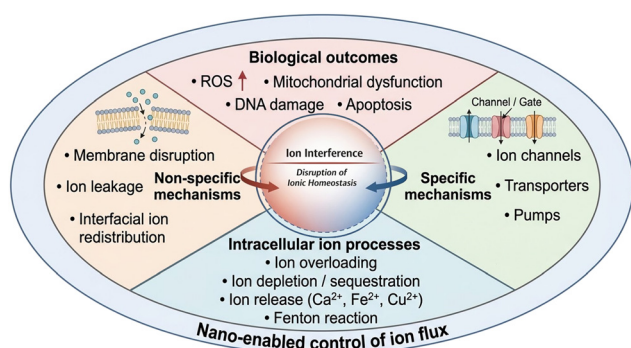 Biological outcomes
• ROS ↑ • Mitochondrial dysfunction
• DNA damage • Apoptosis
• Membrane disruption
• Ion leakage
• Interfacial ion
redistribution
Non-specific
mechanisms
Ion Interference
Disruption of
Ionic Homeostasis
Channel / Gate
• Ion channels
• Transporters
• Pumps
Specific
mechanisms
Intracellular ion processes
• Ion overloading
• Ion depletion / sequestration
• Ion release (Ca²⁺, Fe²⁺, Cu²⁺)
• Fenton reaction
Nano-enabled control of ion flux